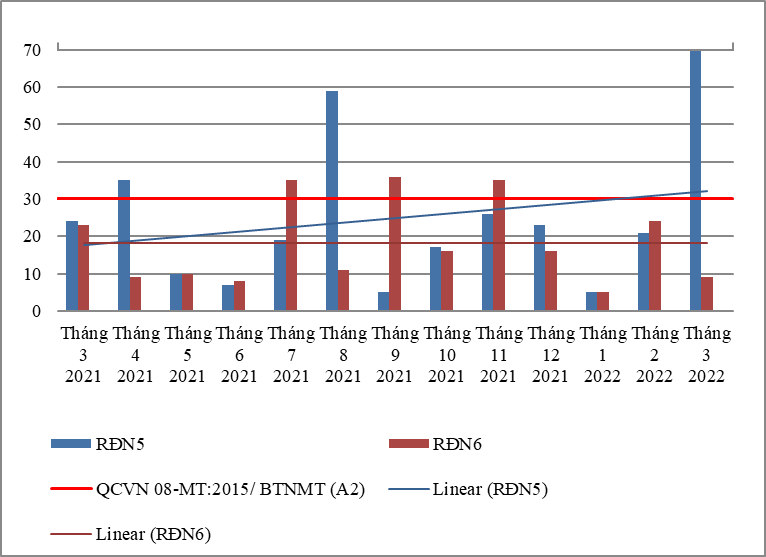 70
60
50
40
30
20
10
0
Tháng Tháng Tháng Tháng Tháng Tháng Tháng Tháng Tháng Tháng Tháng Tháng Tháng
3 4 5 6 7 8 9 10 11 12 1 2 3
2021 2021 2021 2021 2021 2021 2021 2021 2021 2021 2022 2022 2022
RĐN5 RĐN6
QCVN 08-MT:2015/ BTNMT (A2) Linear (RĐN5)
Linear (RĐN6)